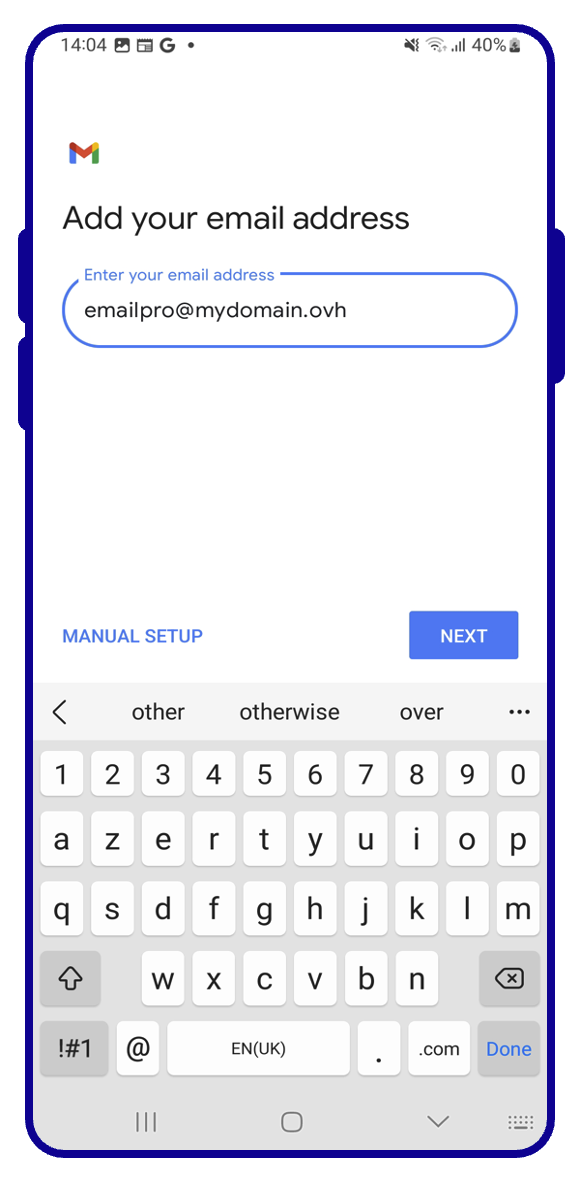 14:04 G 40%
Add your email address
Enter your email address
emailpro@mydomain.ovh
MANUAL SETUP NEXT
other otherwise over ...
1 2 3 4 5 6 7 8 9 0
a z e r t y u i o p
q s d f g h j k l m
w x c v b n
!#1 @ EN(UK) . .com Done